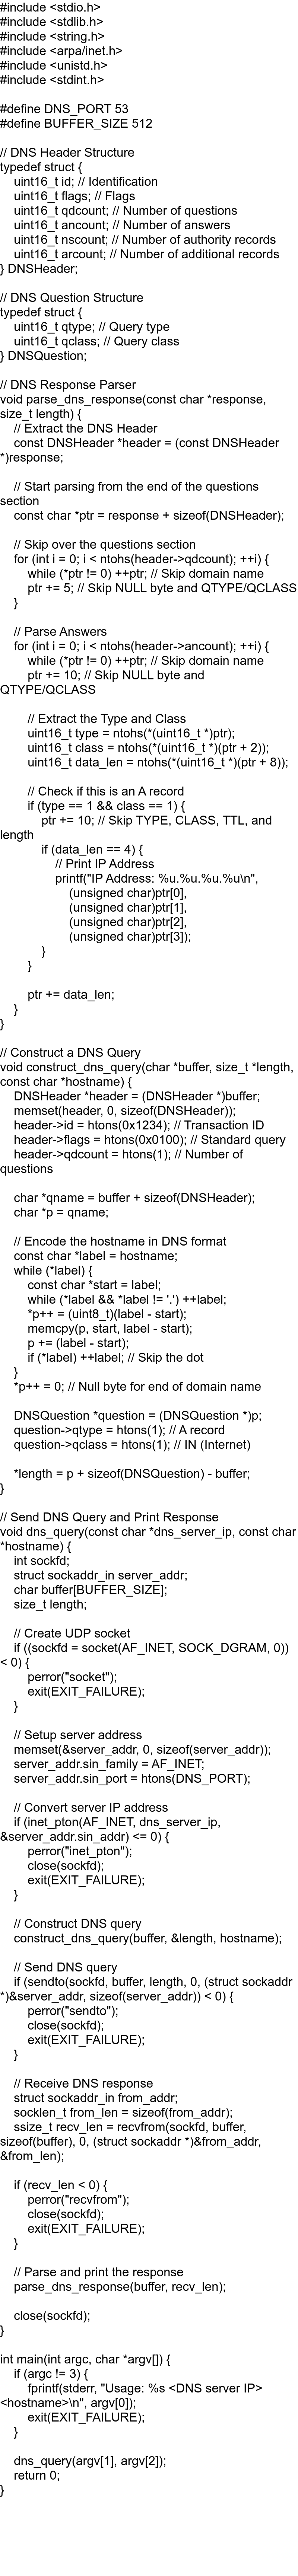 #include <stdio.h>
#include <stdlib.h>
#include <string.h>
#include <arpa/inet.h>
#include <unistd.h>
#include <stdint.h>

#define DNS_PORT 53
#define BUFFER_SIZE 512

// DNS Header Structure
typedef struct {
    uint16_t id; // Identification
    uint16_t flags; // Flags
    uint16_t qdcount; // Number of questions
    uint16_t ancount; // Number of answers
    uint16_t nscount; // Number of authority records
    uint16_t arcount; // Number of additional records
} DNSHeader;

// DNS Question Structure
typedef struct {
    uint16_t qtype; // Query type
    uint16_t qclass; // Query class
} DNSQuestion;

// DNS Response Parser
void parse_dns_response(const char *response,
size_t length) {
    // Extract the DNS Header
    const DNSHeader *header = (const DNSHeader
*)response;

    // Start parsing from the end of the questions
section
    const char *ptr = response + sizeof(DNSHeader);

    // Skip over the questions section
    for (int i = 0; i < ntohs(header->qdcount); ++i) {
        while (*ptr != 0) ++ptr; // Skip domain name
        ptr += 5; // Skip NULL byte and QTYPE/QCLASS
    }

    // Parse Answers
    for (int i = 0; i < ntohs(header->ancount); ++i) {
        while (*ptr != 0) ++ptr; // Skip domain name
        ptr += 10; // Skip NULL byte and
QTYPE/QCLASS

        // Extract the Type and Class
        uint16_t type = ntohs(*(uint16_t *)ptr);
        uint16_t class = ntohs(*(uint16_t *)(ptr + 2));
        uint16_t data_len = ntohs(*(uint16_t *)(ptr + 8));

        // Check if this is an A record
        if (type == 1 && class == 1) {
            ptr += 10; // Skip TYPE, CLASS, TTL, and
length
            if (data_len == 4) {
                // Print IP Address
                printf("IP Address: %u.%u.%u.%u\n",
                    (unsigned char)ptr[0],
                    (unsigned char)ptr[1],
                    (unsigned char)ptr[2],
                    (unsigned char)ptr[3]);
            }
        }

        ptr += data_len;
    }
}

// Construct a DNS Query
void construct_dns_query(char *buffer, size_t *length,
const char *hostname) {
    DNSHeader *header = (DNSHeader *)buffer;
    memset(header, 0, sizeof(DNSHeader));
    header->id = htons(0x1234); // Transaction ID
    header->flags = htons(0x0100); // Standard query
    header->qdcount = htons(1); // Number of
questions

    char *qname = buffer + sizeof(DNSHeader);
    char *p = qname;

    // Encode the hostname in DNS format
    const char *label = hostname;
    while (*label) {
        const char *start = label;
        while (*label && *label != '.') ++label;
        *p++ = (uint8_t)(label - start);
        memcpy(p, start, label - start);
        p += (label - start);
        if (*label) ++label; // Skip the dot
    }
    *p++ = 0; // Null byte for end of domain name

    DNSQuestion *question = (DNSQuestion *)p;
    question->qtype = htons(1); // A record
    question->qclass = htons(1); // IN (Internet)

    *length = p + sizeof(DNSQuestion) - buffer;
}

// Send DNS Query and Print Response
void dns_query(const char *dns_server_ip, const char
*hostname) {
    int sockfd;
    struct sockaddr_in server_addr;
    char buffer[BUFFER_SIZE];
    size_t length;

    // Create UDP socket
    if ((sockfd = socket(AF_INET, SOCK_DGRAM, 0))
< 0) {
        perror("socket");
        exit(EXIT_FAILURE);
    }

    // Setup server address
    memset(&server_addr, 0, sizeof(server_addr));
    server_addr.sin_family = AF_INET;
    server_addr.sin_port = htons(DNS_PORT);

    // Convert server IP address
    if (inet_pton(AF_INET, dns_server_ip,
&server_addr.sin_addr) <= 0) {
        perror("inet_pton");
        close(sockfd);
        exit(EXIT_FAILURE);
    }

    // Construct DNS query
    construct_dns_query(buffer, &length, hostname);

    // Send DNS query
    if (sendto(sockfd, buffer, length, 0, (struct sockaddr
*)&server_addr, sizeof(server_addr)) < 0) {
        perror("sendto");
        close(sockfd);
        exit(EXIT_FAILURE);
    }

    // Receive DNS response
    struct sockaddr_in from_addr;
    socklen_t from_len = sizeof(from_addr);
    ssize_t recv_len = recvfrom(sockfd, buffer,
sizeof(buffer), 0, (struct sockaddr *)&from_addr,
&from_len);

    if (recv_len < 0) {
        perror("recvfrom");
        close(sockfd);
        exit(EXIT_FAILURE);
    }

    // Parse and print the response
    parse_dns_response(buffer, recv_len);

    close(sockfd);
}

int main(int argc, char *argv[]) {
    if (argc != 3) {
        fprintf(stderr, "Usage: %s <DNS server IP>
<hostname>\n", argv[0]);
        exit(EXIT_FAILURE);
    }

    dns_query(argv[1], argv[2]);
    return 0;
}